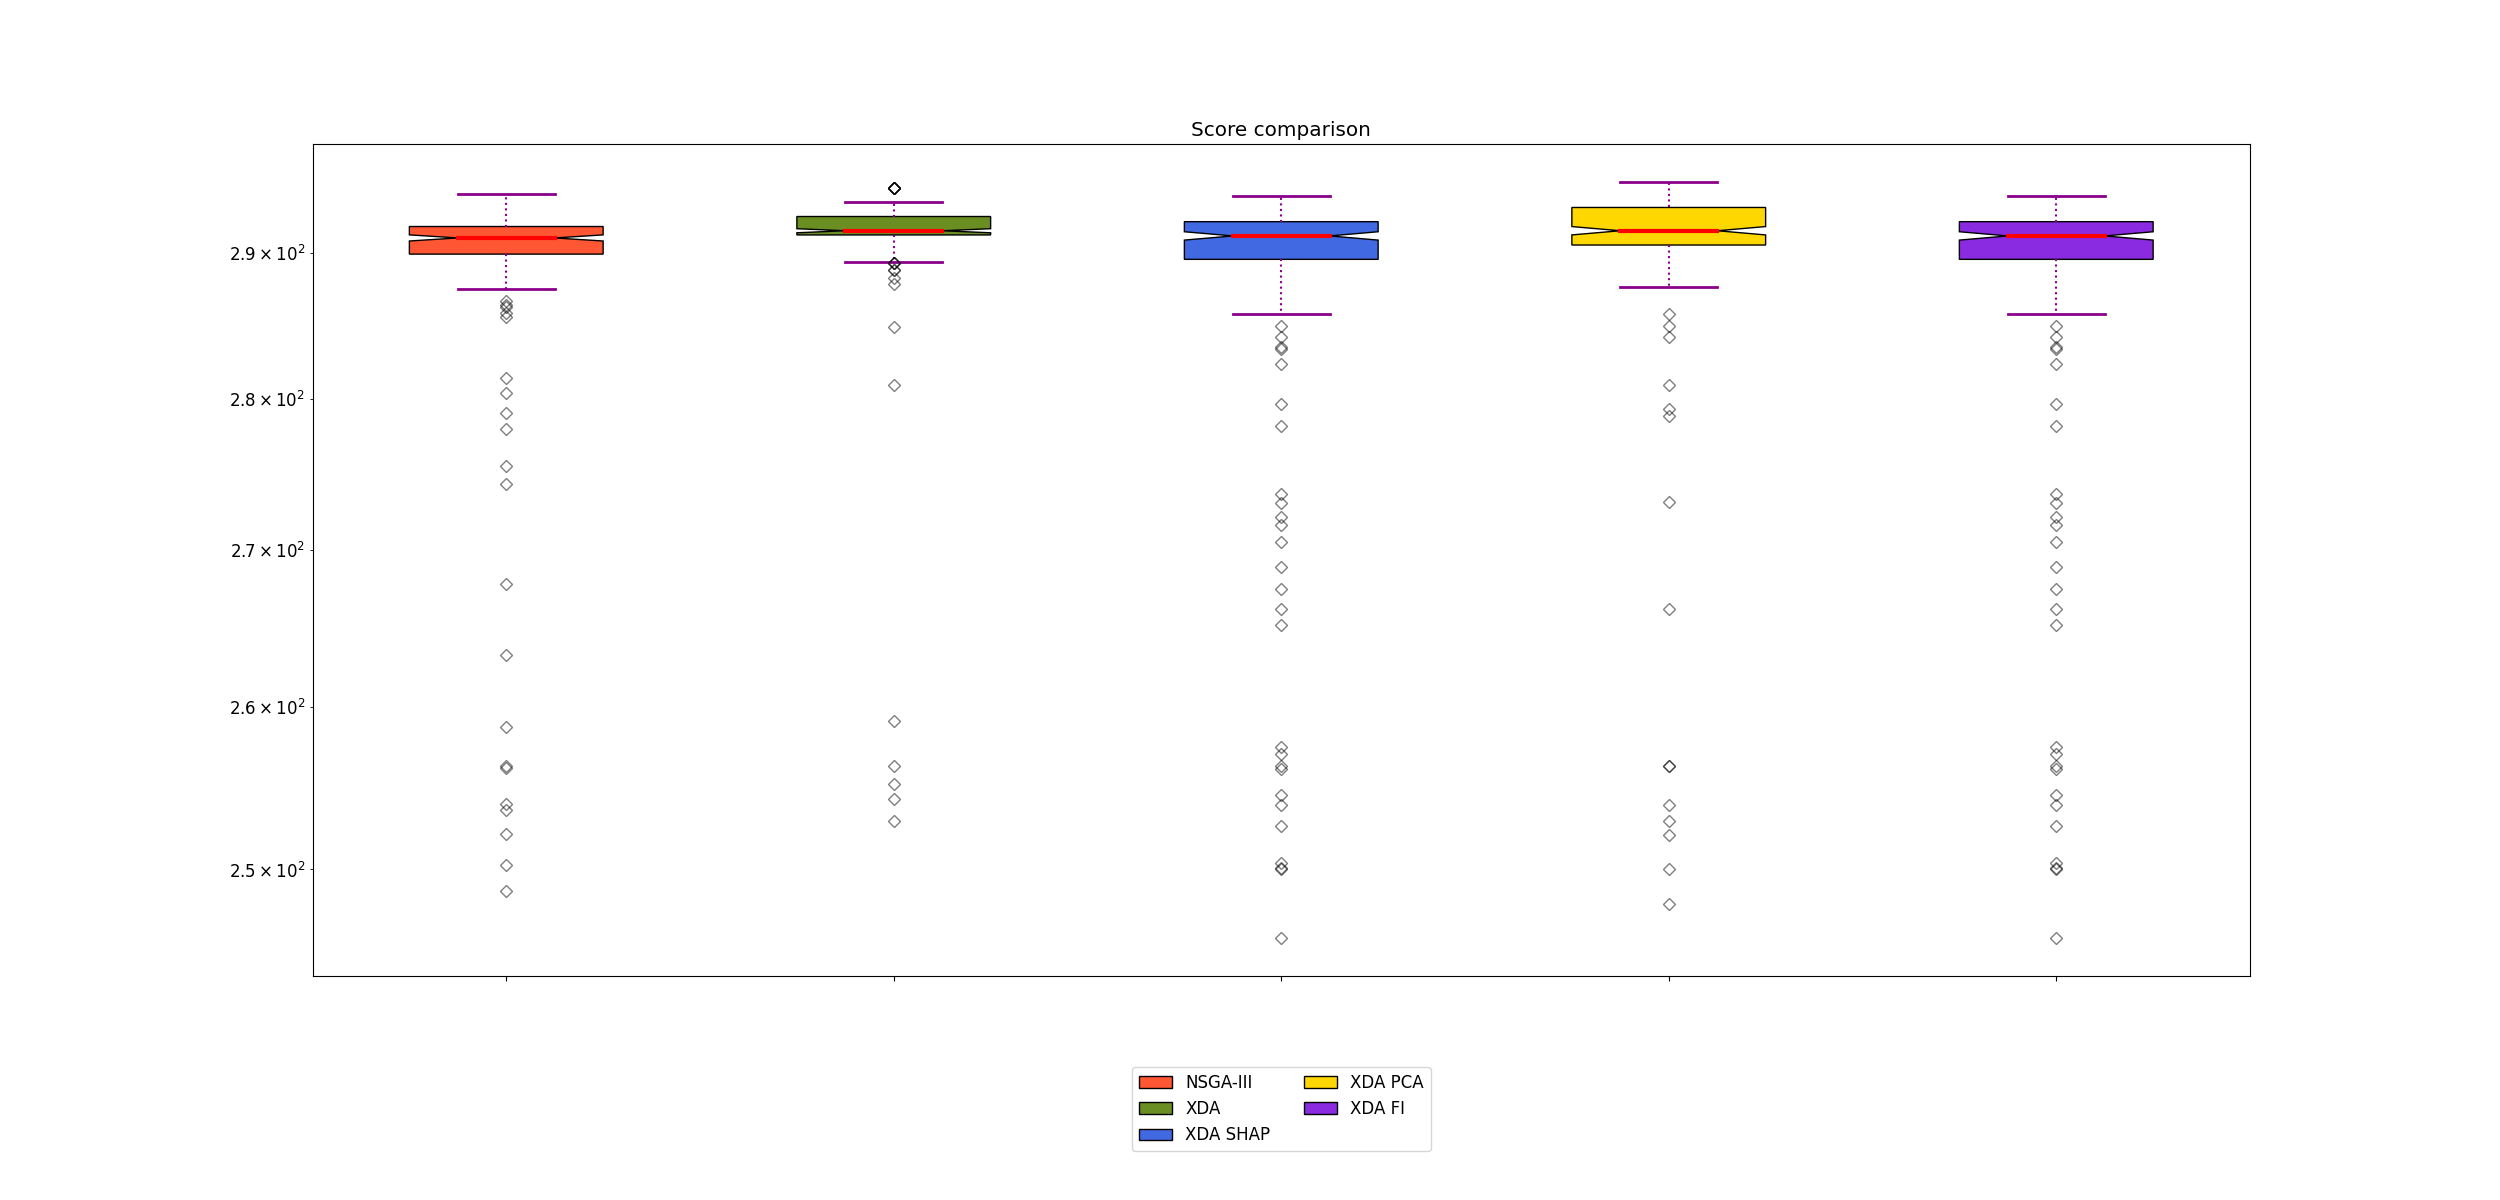 Score comparison
2.9 × 10²
2.8 × 10²
2.7 × 10²
2.6 × 10²
2.5 × 10²
NSGA-III
XDA
XDA SHAP
XDA PCA
XDA FI